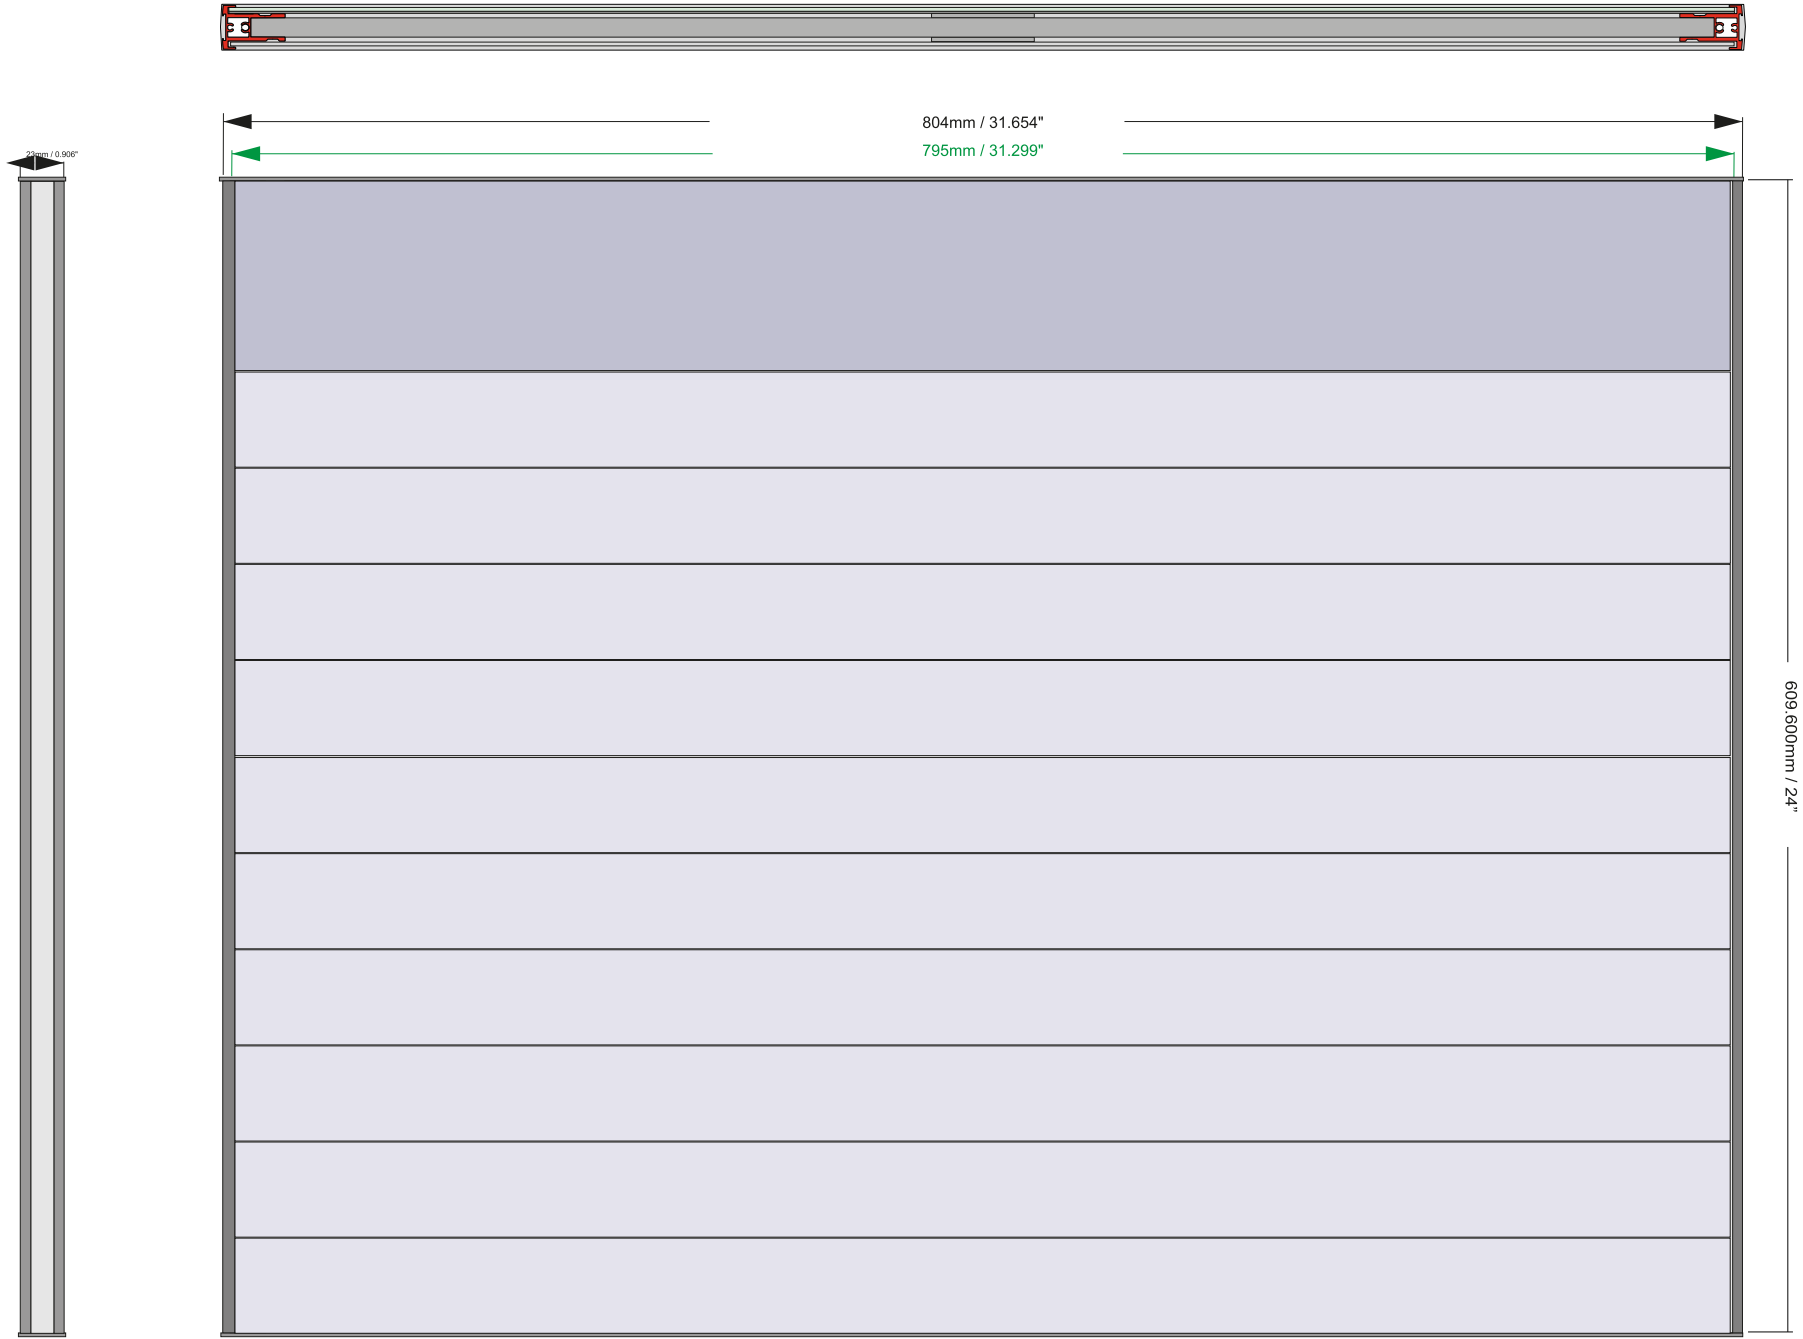 804mm / 31.654"
795mm / 31.299"
23mm / 0.906"
609.600mm / 24”